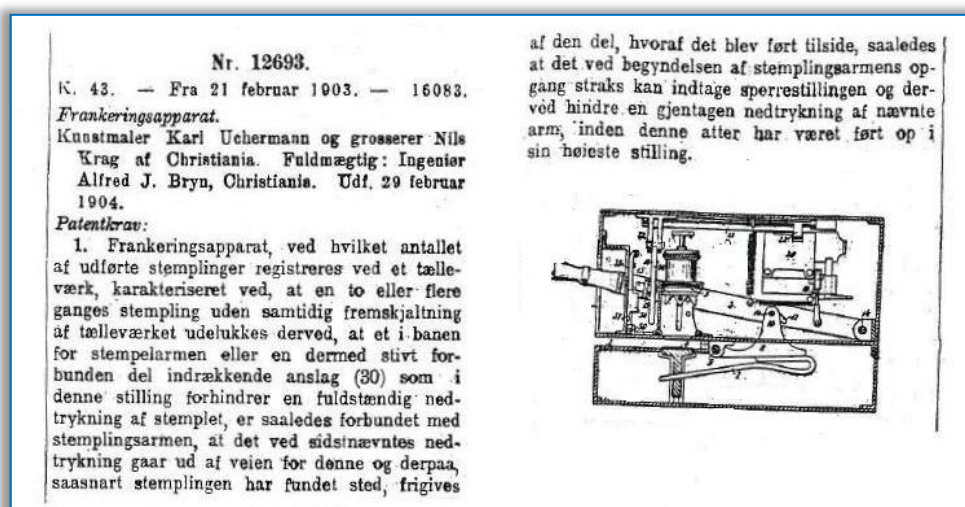 Nr. 12693.
K. 43. — Fra 21 februar 1903. — 16083.
Frankeringsapparat.
Kunstmaler Karl Uchermann og grosserer Nils
Krag af Christiania. Fuldmægtig: Ingeniør
Alfred J. Bryn, Christiania. Udf. 29 februar
1904.
Patentkrav:
1. Frankeringsapparat, ved hvilket antallet
af udførte stemplinger registreres ved et tælle-
værk, karakteriseret ved, at en to eller flere
ganges stempling uden samtidig fremskjaltning
af tælleværket udelukkes derved, at et i banen
for stempelarmen eller en dermed stivt for-
bunden del indrækkende anslag (30) som i
denne stilling forhindrer en fuldstændig ned-
trykning af stemplet, er saaledes forbundet med
stemplingsarmen, at det ved sidstnævntes ned-
trykning gaar ud af veien for denne og derpaa,
saasnart stemplingen har fundet sted, frigives
af den del, hvoraf det blev ført tilside, saaledes
at det ved begyndelsen af stemplingsarmens op-
gang straks kan indtage sperrestillingen og der-
ved hindre en gjentagen nedtrykning af nævnte
arm, inden denne atter har været ført op i
sin høieste stilling.